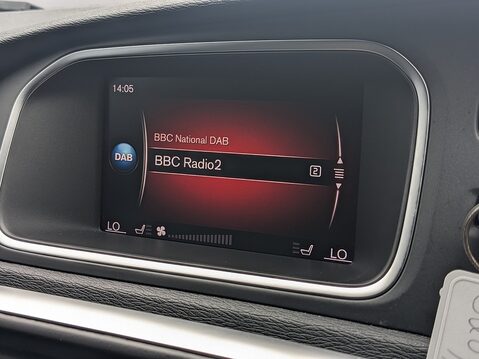 14:05
BBC National DAB
DAB
BBC Radio2
2
LO
LO